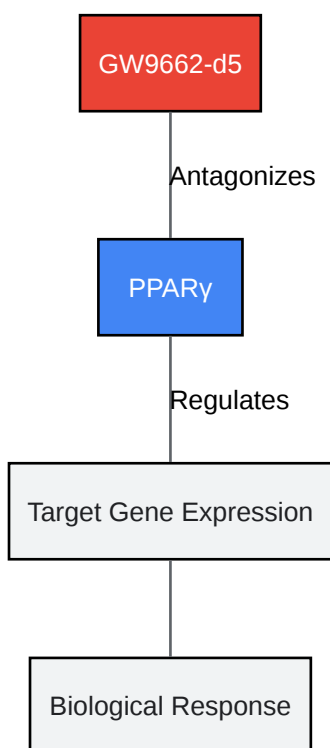 GW9662-d5
Antagonizes
PPARγ
Regulates
Target Gene Expression
Biological Response